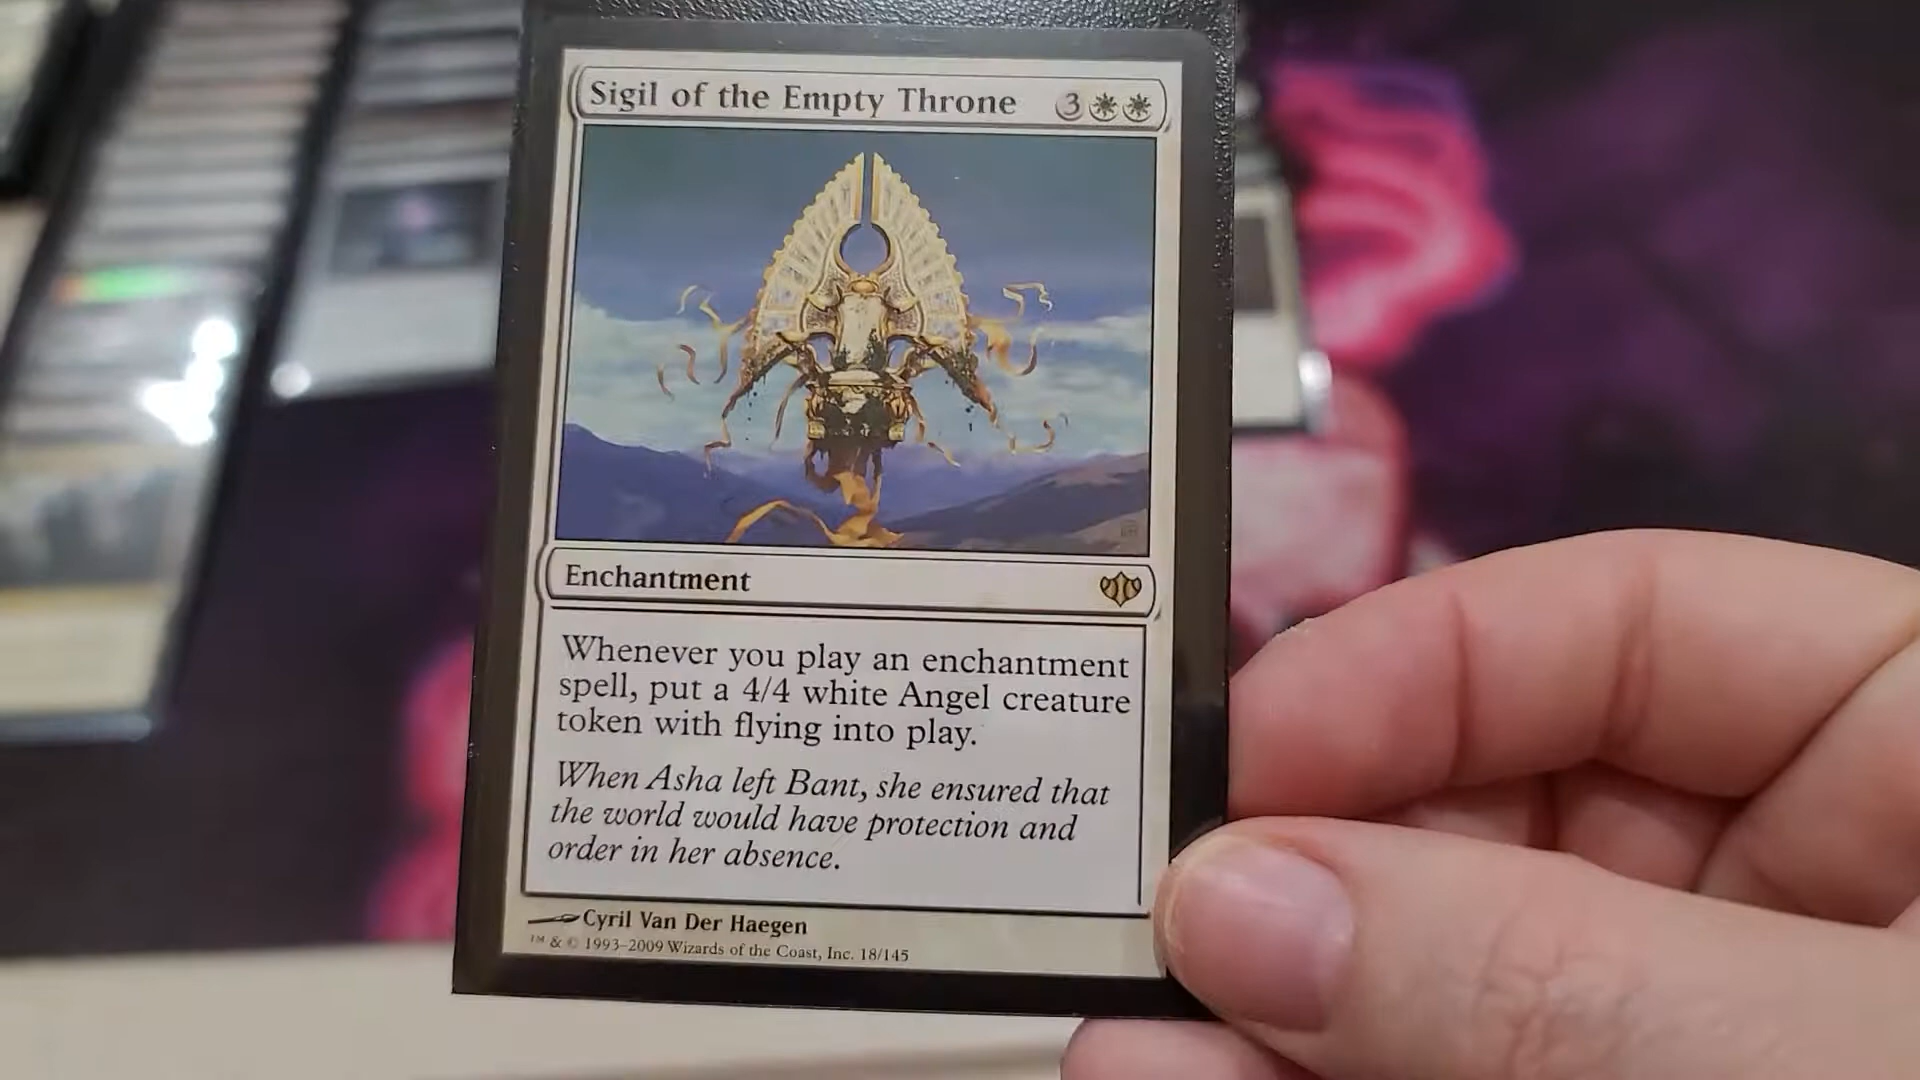 Sigil of the Empty Throne 3
Enchantment
Whenever you play an enchantment
spell, put a 4/4 white Angel creature
token with flying into play.
When Asha left Bant, she ensured that
the world would have protection and
order in her absence.
Cyril Van Der Haegen
™ & © 1993–2009 Wizards of the Coast, Inc. 18/145